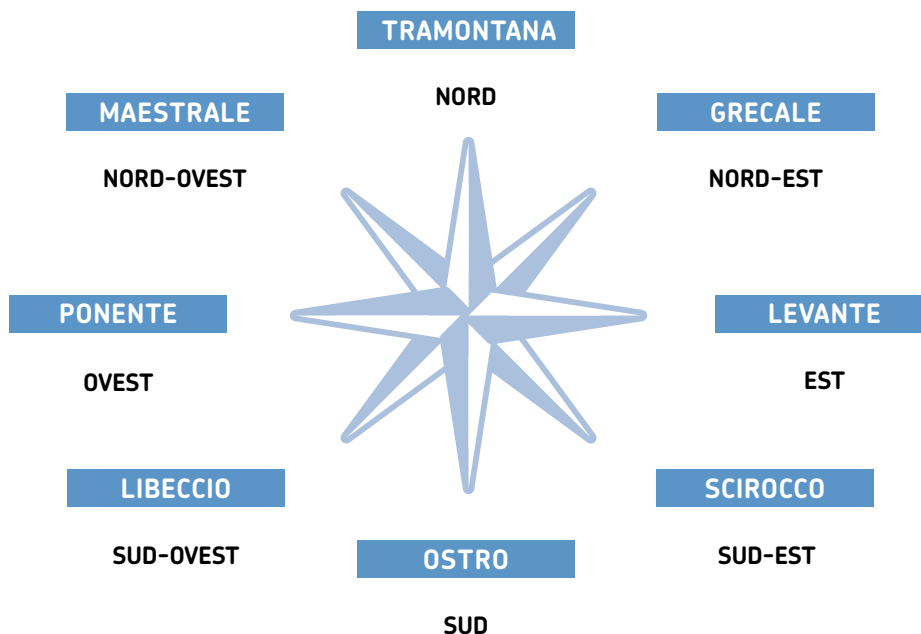 TRAMONTANA
NORD
MAESTRALE
NORD-OVEST
GRECALE
NORD-EST
PONENTE
OVEST
LEVANTE
EST
LIBECCIO
SUD-OVEST
SCIROCCO
SUD-EST
OSTRO
SUD